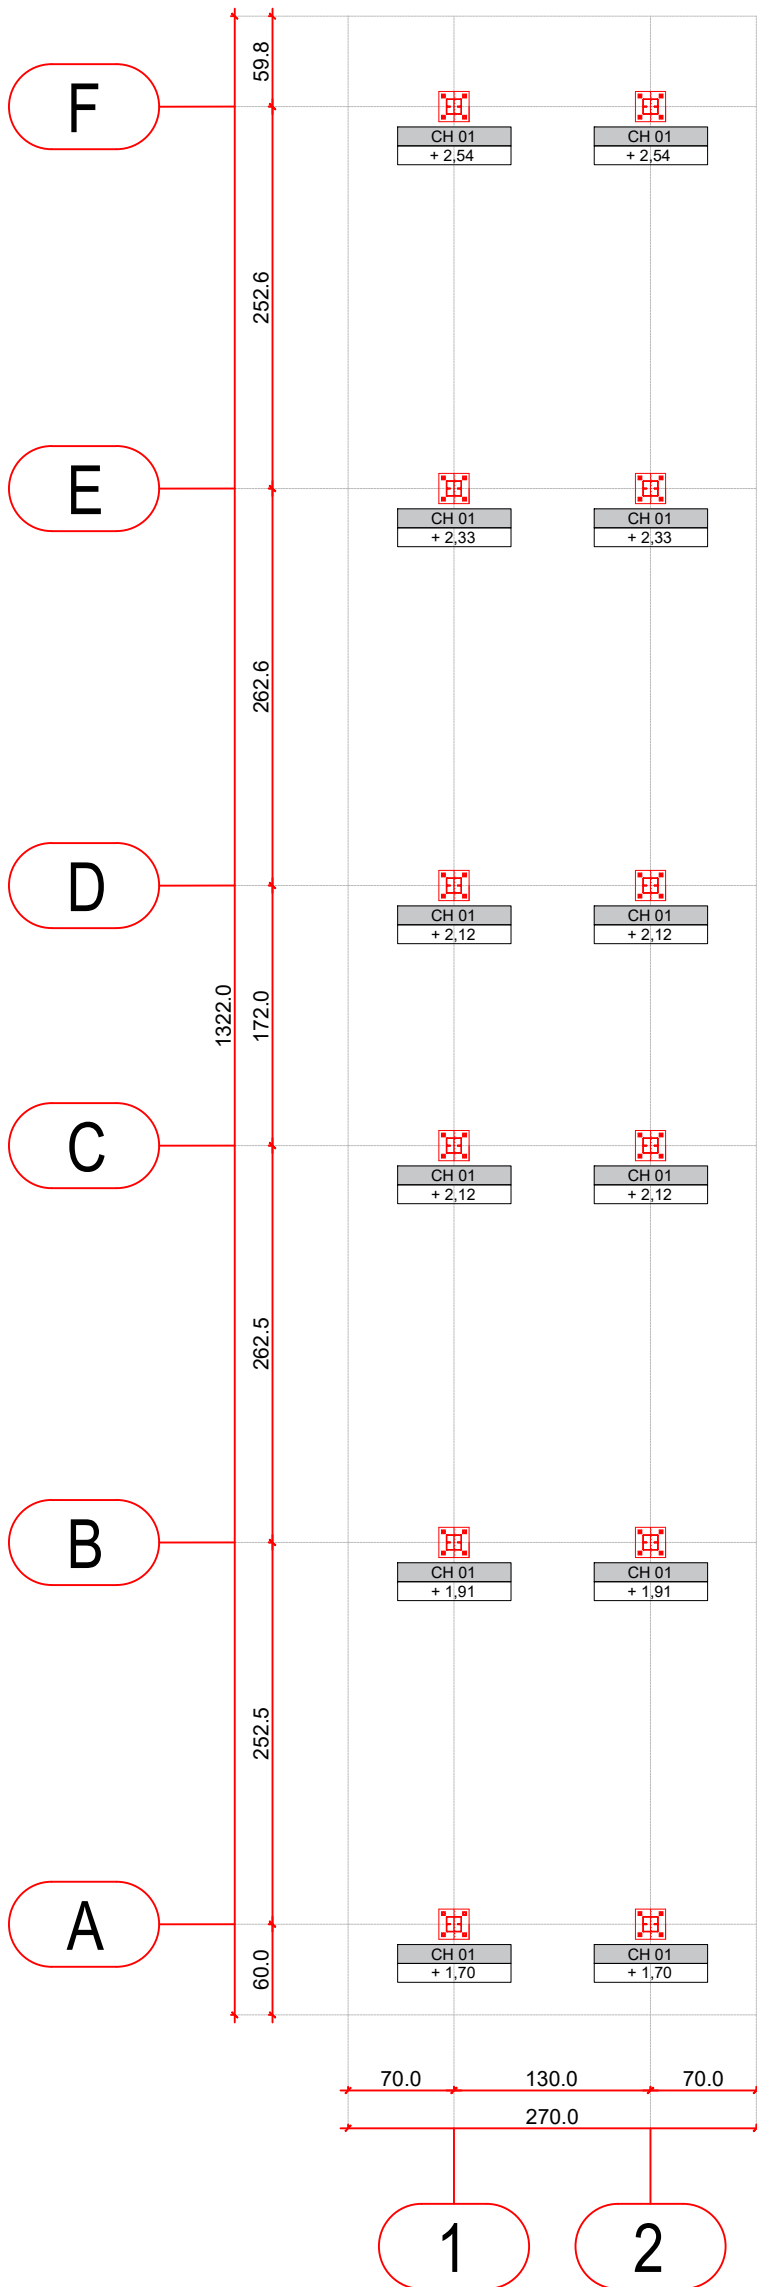 59.8
F
CH 01 CH 01
+ 2,54 + 2,54
252.6
E
CH 01 CH 01
+ 2,33 + 2,33
262.6
D
CH 01 CH 01
+ 2,12 + 2,12
1322.0 172.0
C
CH 01 CH 01
+ 2,12 + 2,12
262.5
B
CH 01 CH 01
+ 1,91 + 1,91
252.5
A
CH 01 CH 01
+ 1,70 + 1,70
60.0
70.0 130.0 70.0
270.0
1 2